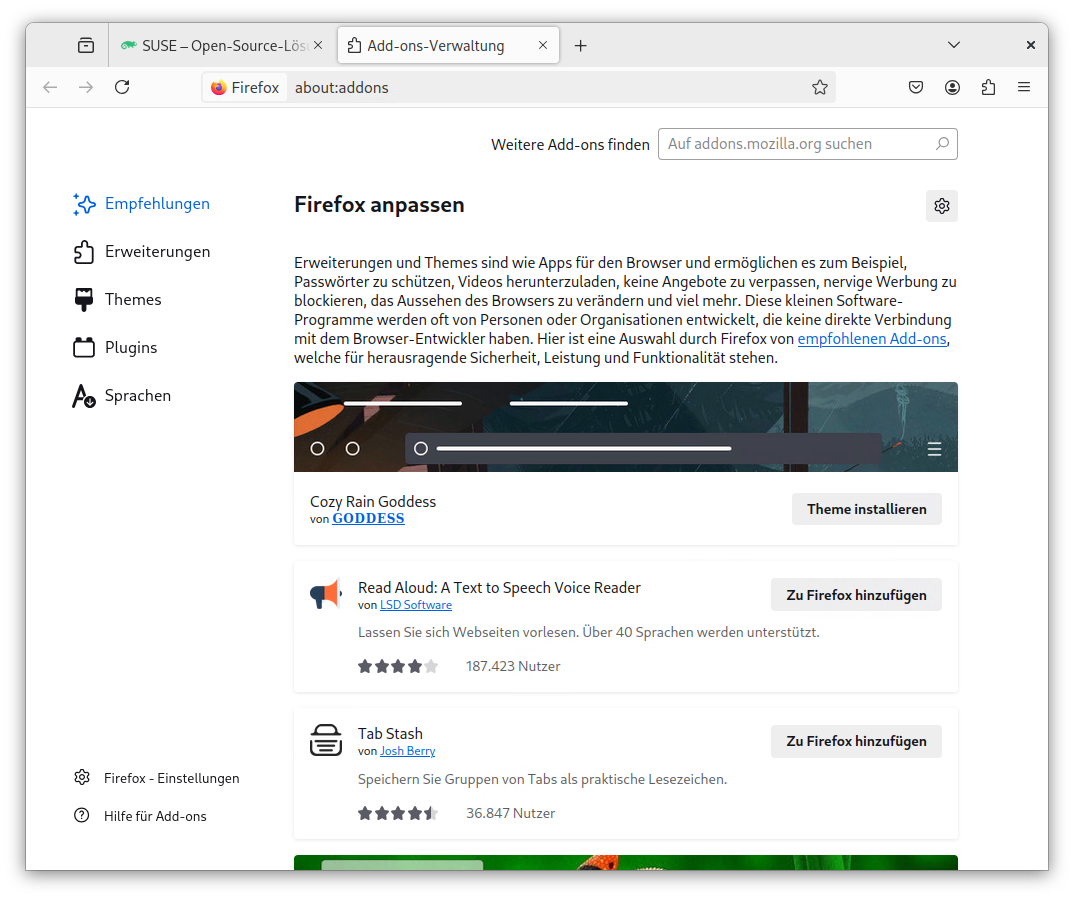 SUSE – Open-Source-Lös
Add-ons-Verwaltung
Firefox
about:addons
Weitere Add-ons finden
Auf addons.mozilla.org suchen
Empfehlungen
Erweiterungen
Themes
Plugins
Sprachen
Firefox - Einstellungen
Hilfe für Add-ons
Firefox anpassen
Erweiterungen und Themes sind wie Apps für den Browser und ermöglichen es zum Beispiel,
Passwörter zu schützen, Videos herunterzuladen, keine Angebote zu verpassen, nervige Werbung zu
blockieren, das Aussehen des Browsers zu verändern und viel mehr. Diese kleinen Software-
Programme werden oft von Personen oder Organisationen entwickelt, die keine direkte Verbindung
mit dem Browser-Entwickler haben. Hier ist eine Auswahl durch Firefox von empfohlenen Add-ons,
welche für herausragende Sicherheit, Leistung und Funktionalität stehen.
Cozy Rain Goddess
von GODDESS
Theme installieren
Read Aloud: A Text to Speech Voice Reader
von LSD Software
Zu Firefox hinzufügen
Lassen Sie sich Webseiten vorlesen. Über 40 Sprachen werden unterstützt.
187.423 Nutzer
Tab Stash
von Josh Berry
Zu Firefox hinzufügen
Speichern Sie Gruppen von Tabs als praktische Lesezeichen.
36.847 Nutzer